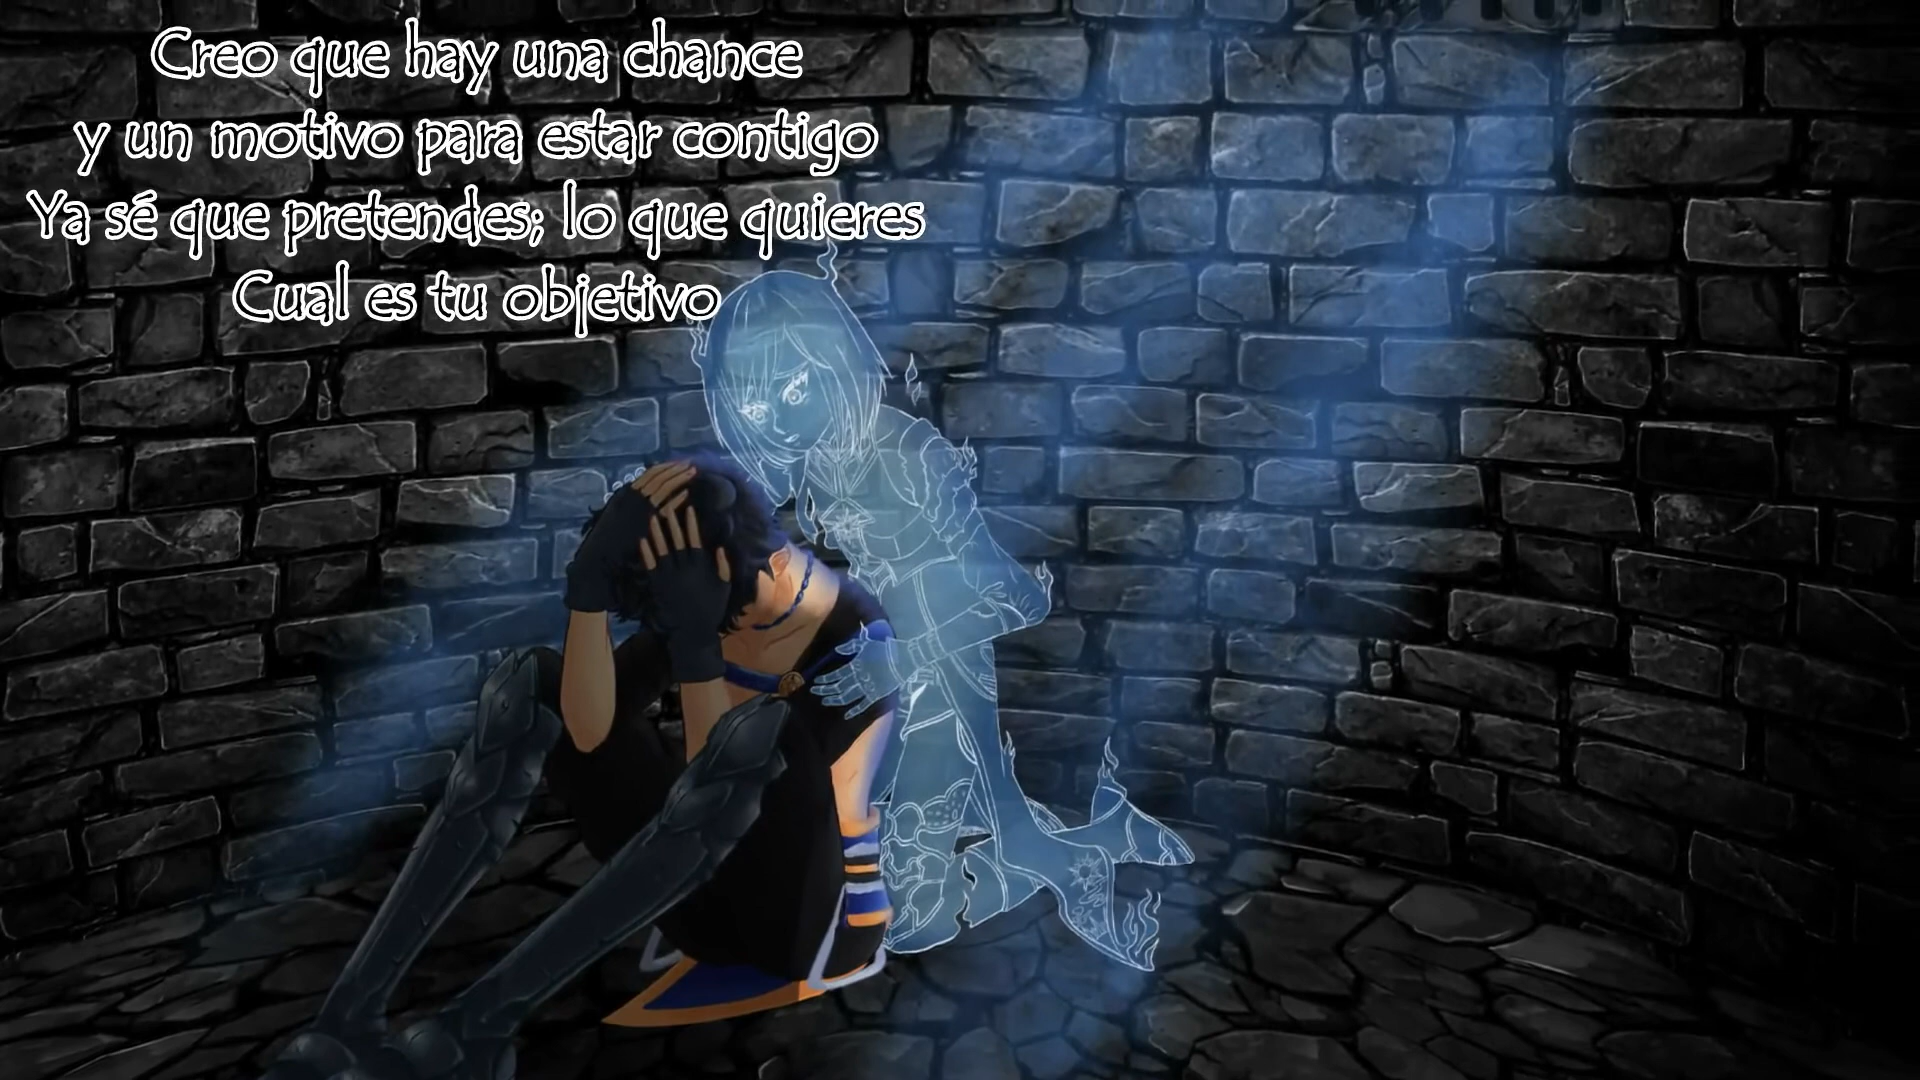 Creo que hay una chance
y un motivo para estar contigo
Ya sé que pretendes; lo que quieres
Cual es tu objetivo